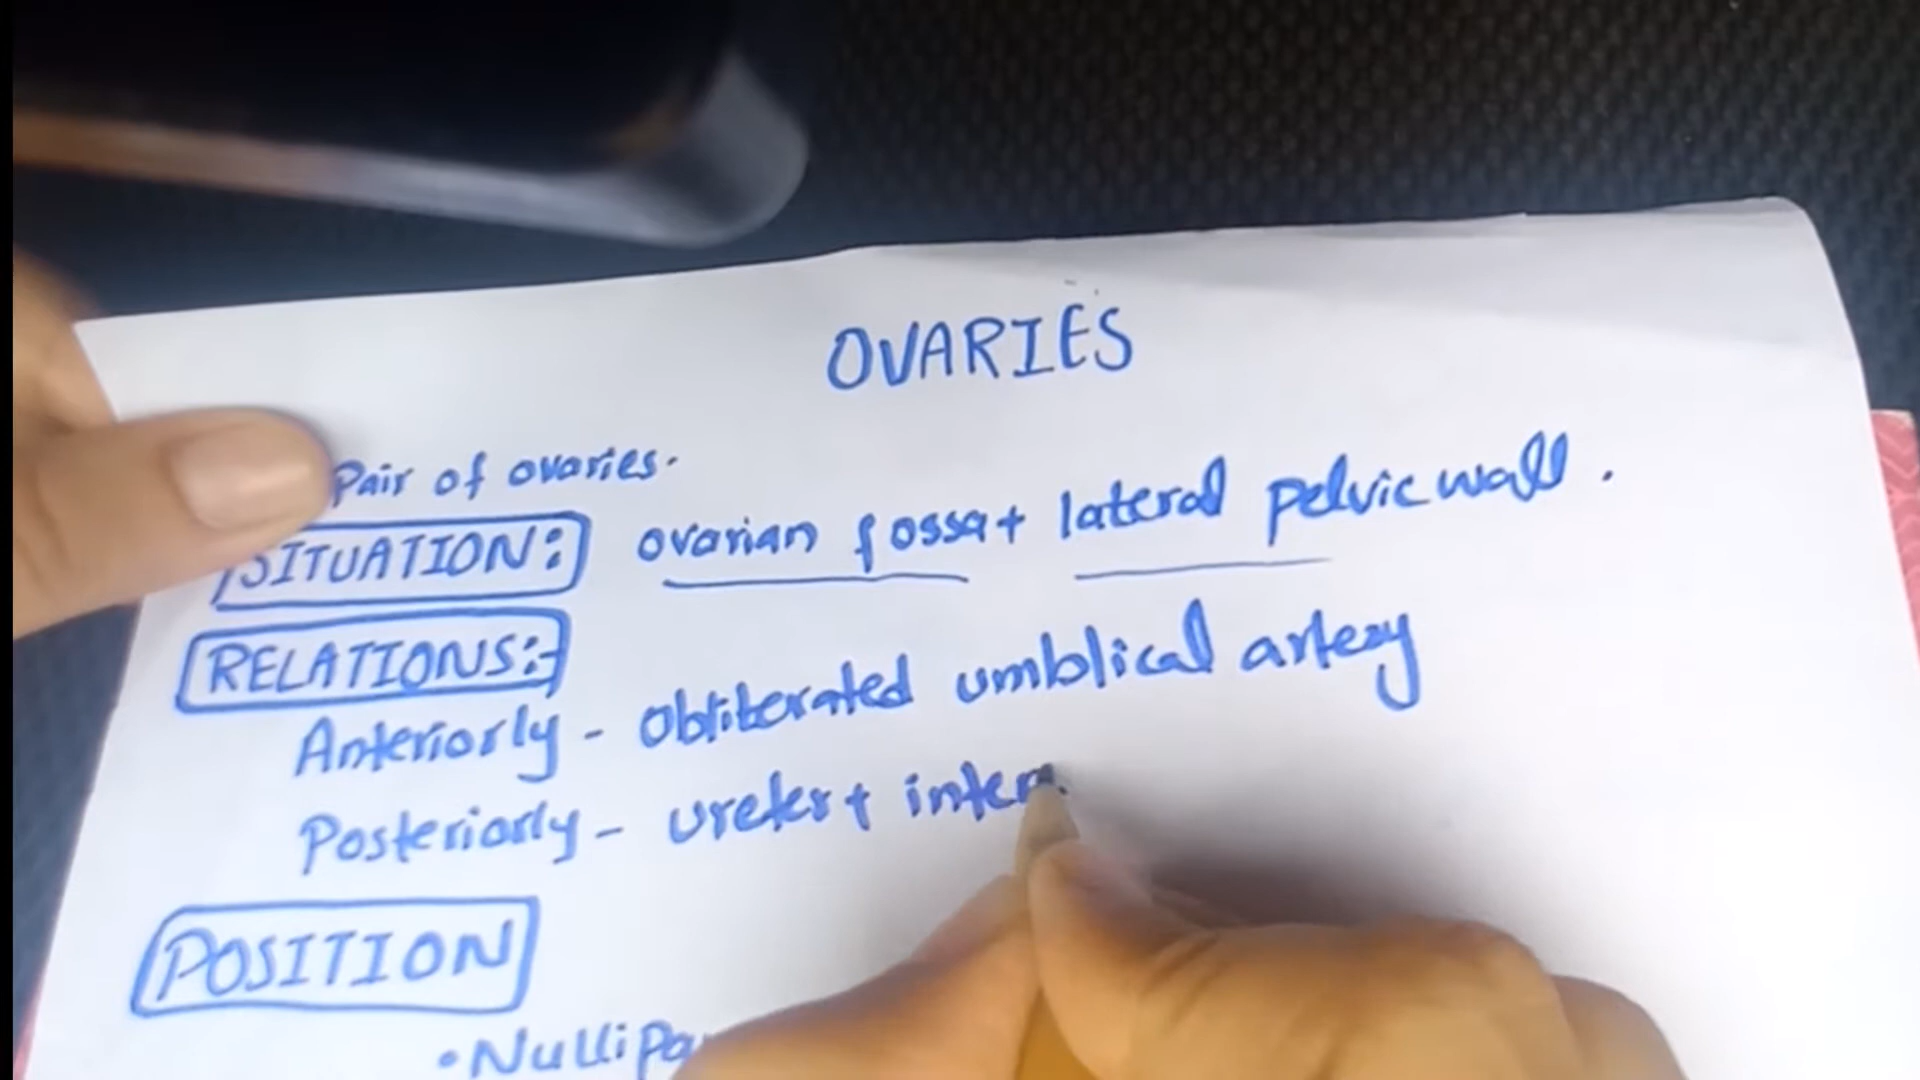 OVARIES
Pair of ovaries.
SITUATION: ovarian fossa + lateral pelvic wall.
RELATIONS:-
Anteriorly - obliterated umblical artery
Posteriorly - ureter + inter
POSITION
• Nullipa